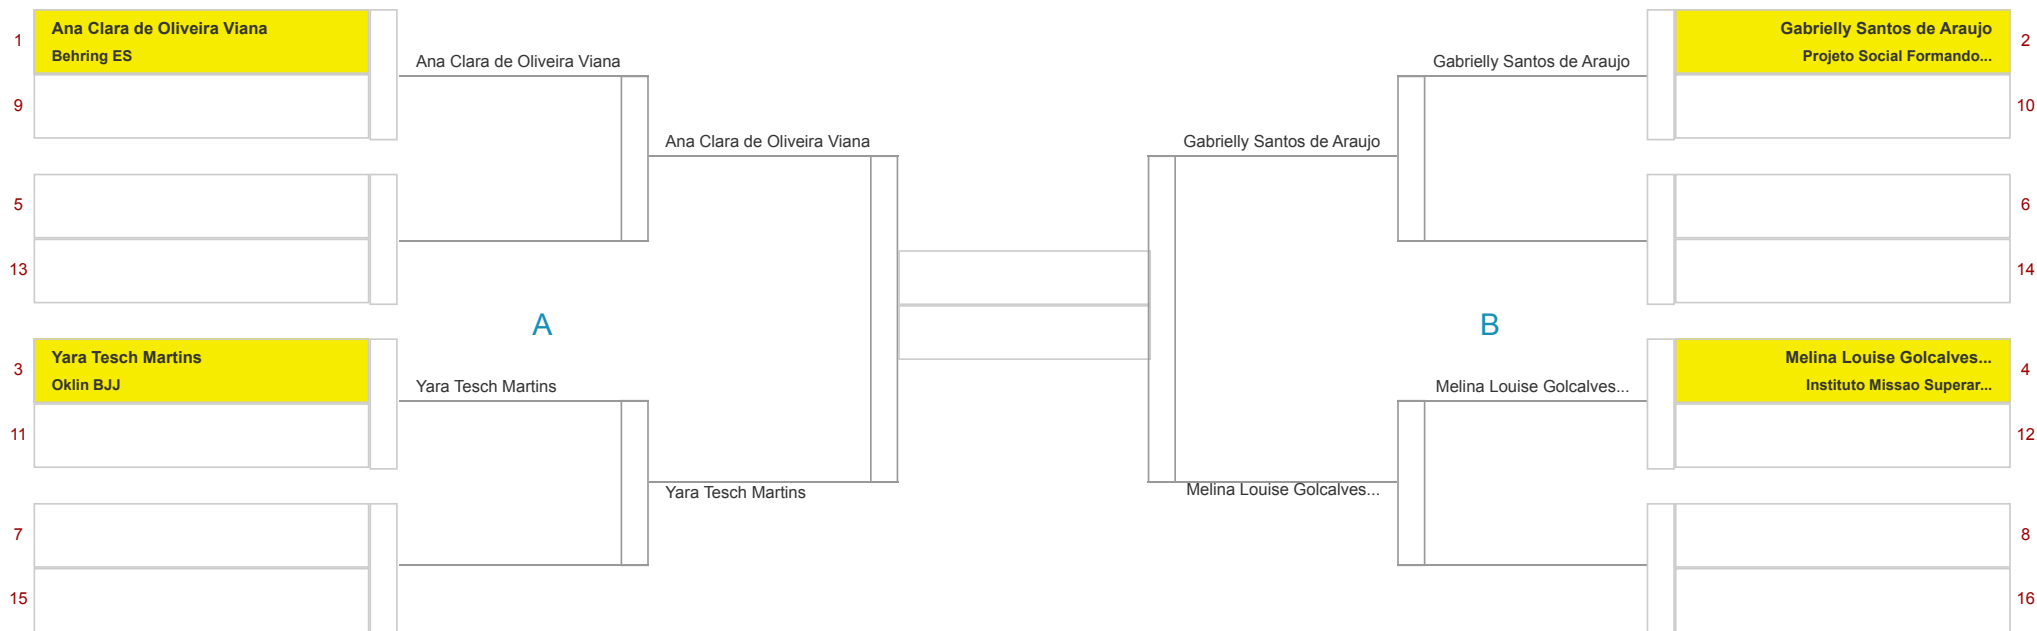 1
Ana Clara de Oliveira Viana
Behring ES
9
5
13
3
Yara Tesch Martins
Oklin BJJ
11
7
15
Ana Clara de Oliveira Viana
Yara Tesch Martins
A
Ana Clara de Oliveira Viana
Yara Tesch Martins
Gabrielly Santos de Araujo
Melina Louise Golcalves...
B
Gabrielly Santos de Araujo
Melina Louise Golcalves...
Gabrielly Santos de Araujo
Projeto Social Formando...
2
10
6
14
Melina Louise Golcalves...
Instituto Missao Superar...
4
12
8
16